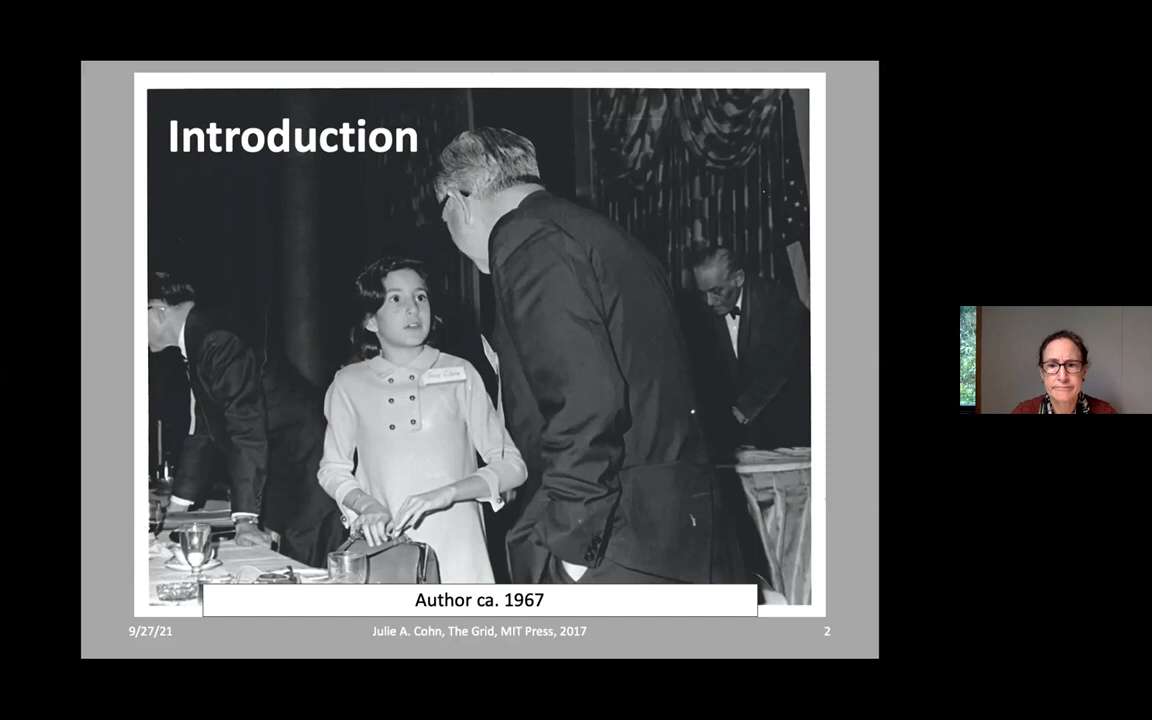 Introduction
Author ca. 1967
9/27/21
Julie A. Cohn, The Grid, MIT Press, 2017
2